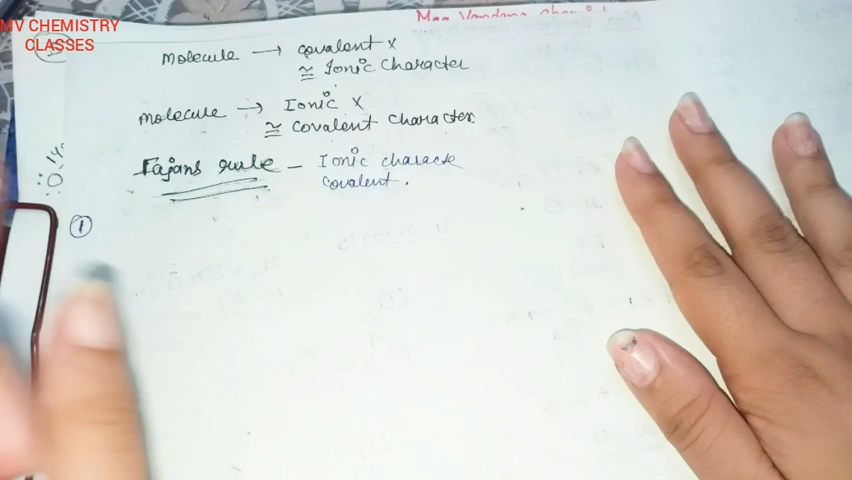 MV CHEMISTRY
CLASSES
Molecule → covalent x
≅ Ionic Character
Molecule → Ionic x
≅ covalent character
Fajans rule – Ionic characte
covalent.
①